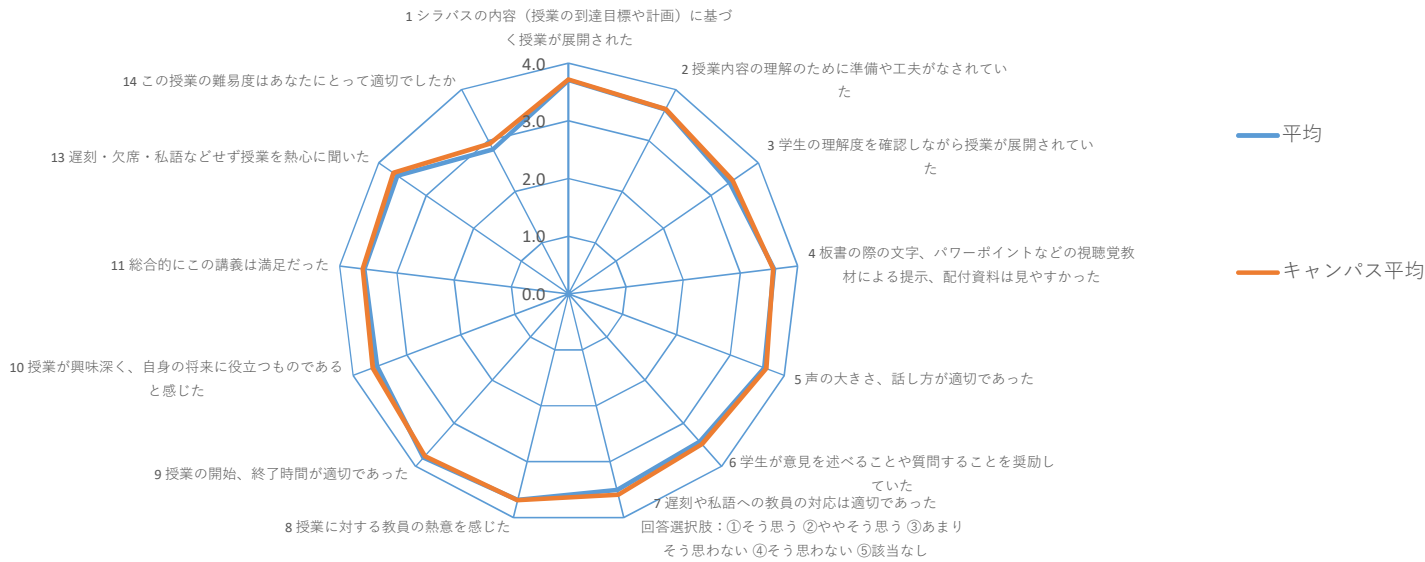 1 シラバスの内容（授業の到達目標や計画）に基づ
く授業が展開された
2 授業内容の理解のために準備や工夫がなされてい
た
3 学生の理解度を確認しながら授業が展開されてい
た
4 板書の際の文字、パワーポイントなどの視聴覚教
材による提示、配付資料は見やすかった
5 声の大きさ、話し方が適切であった
6 学生が意見を述べることや質問することを奨励し
ていた
7 遅刻や私語への教員の対応は適切であった
回答選択肢：①そう思う ②ややそう思う ③あまり
そう思わない ④そう思わない ⑤該当なし
8 授業に対する教員の熱意を感じた
9 授業の開始、終了時間が適切であった
10 授業が興味深く、自身の将来に役立つものである
と感じた
11 総合的にこの講義は満足だった
13 遅刻・欠席・私語などせず授業を熱心に聞いた
14 この授業の難易度はあなたにとって適切でしたか
4.0
3.0
2.0
1.0
0.0
平均
キャンパス平均